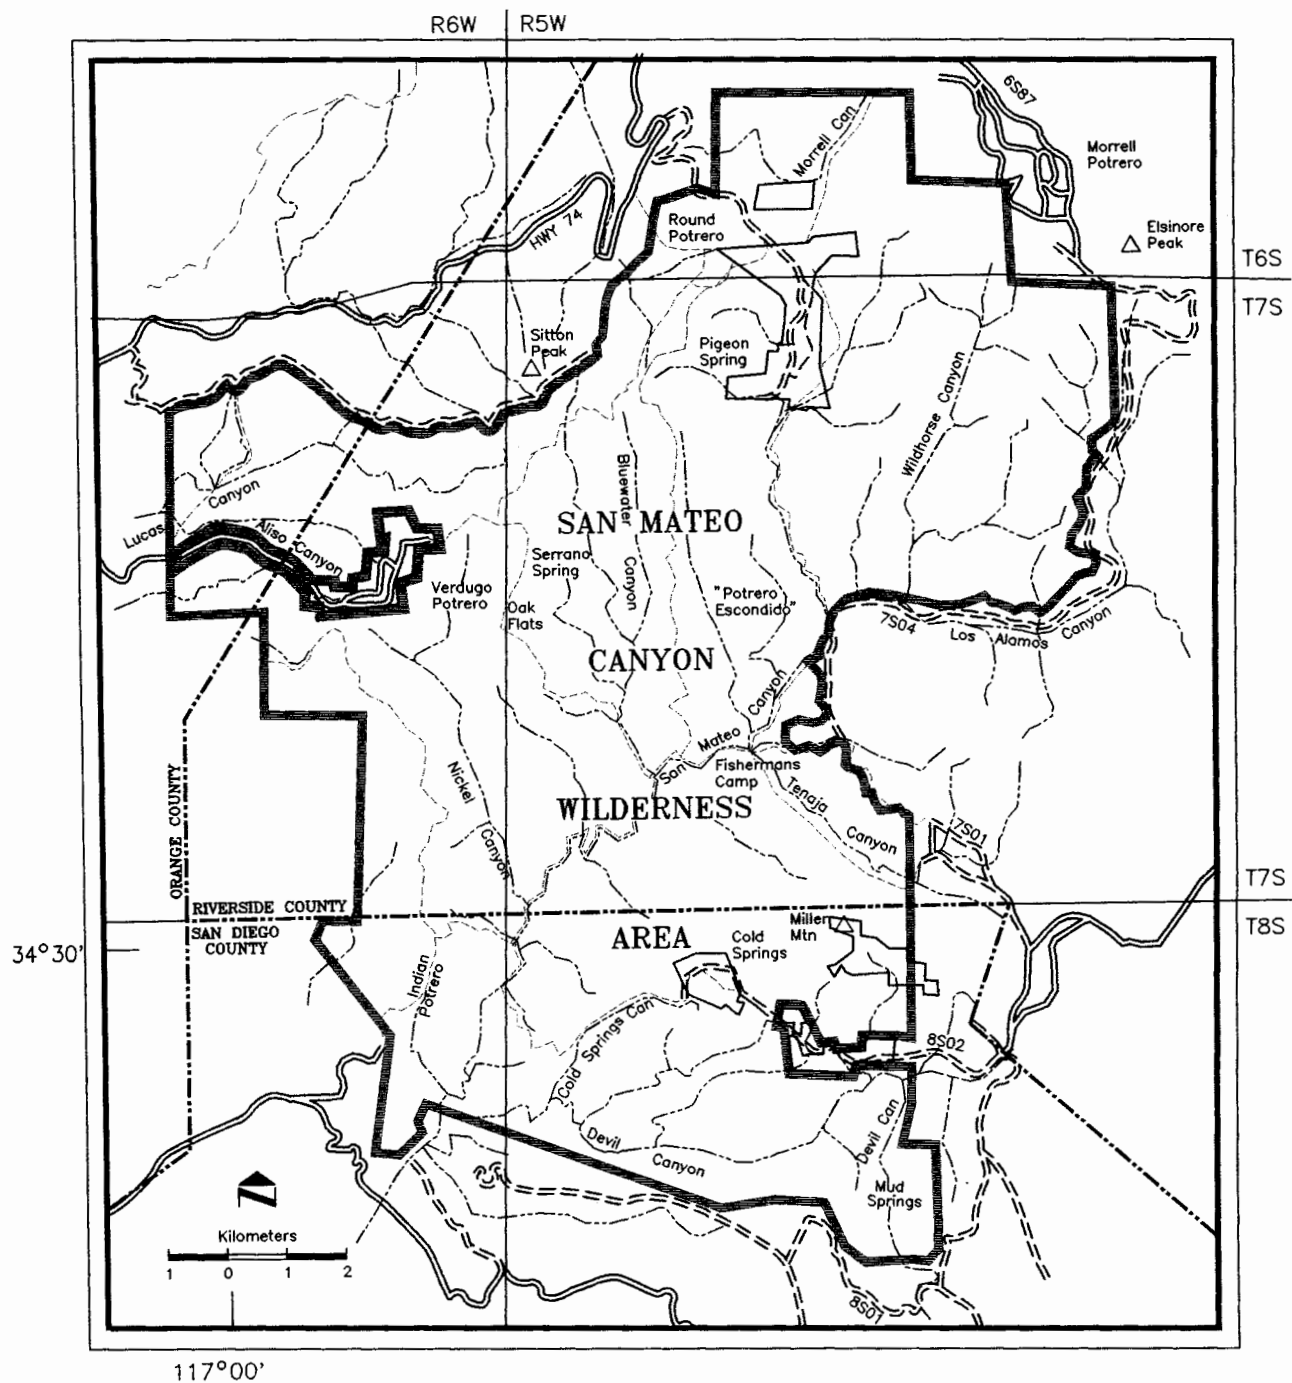 R6W
R5W
6S87
Morrell
Potrero
Morrell Can
Elsinore
Peak
Round
Potrero
HWY 74
T6S
T7S
Sitton
Peak
Pigeon
Spring
Wildhorse Canyon
Bluewater Canyon
Lucas Canyon
Aliso Canyon
SAN MATEO
Serrano
Spring
Verdugo
Potrero
Oak
Flats
"Potrero
Escondido"
7S04
Los Alamos Canyon
CANYON
San Mateo Canyon
Fishermans
Camp
Tenaja Canyon
Nickel Canyon
WILDERNESS
7S01
ORANGE COUNTY
T7S
T8S
RIVERSIDE COUNTY
SAN DIEGO
COUNTY
AREA
Miller
Mtn
Cold
Springs
34°30'
Indian
Potrero
Cold Springs Can
8S02
Devil Canyon
Devil Can
Mud
Springs
N
Kilometers
1 0 1 2
8S01
117°00'